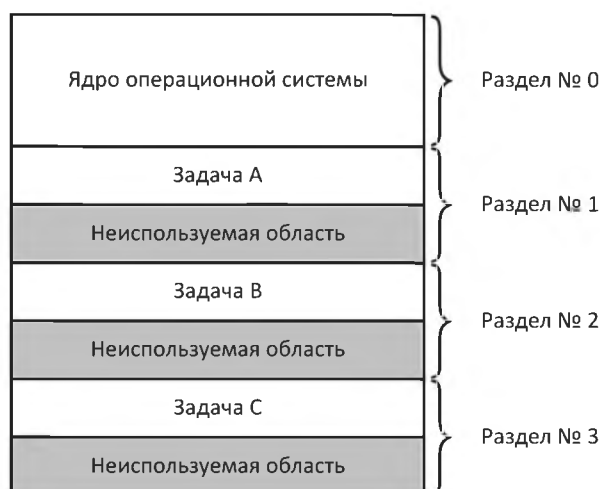 Ядро операционной системы
Раздел № 0
Задача A
Неиспользуемая область
Раздел № 1
Задача B
Неиспользуемая область
Раздел № 2
Задача C
Неиспользуемая область
Раздел № 3